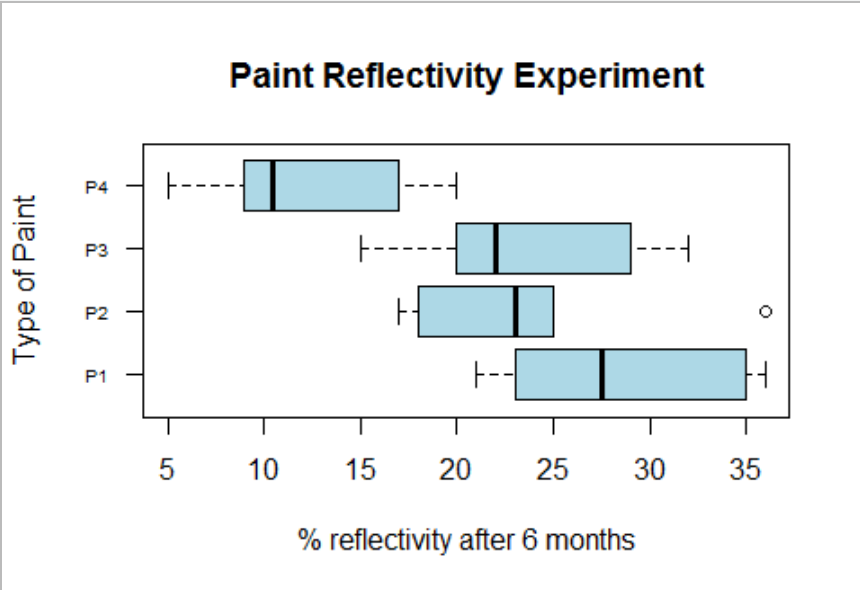 Paint Reflectivity Experiment
Type of Paint
P4
P3
P2
P1
5 10 15 20 25 30 35
% reflectivity after 6 months